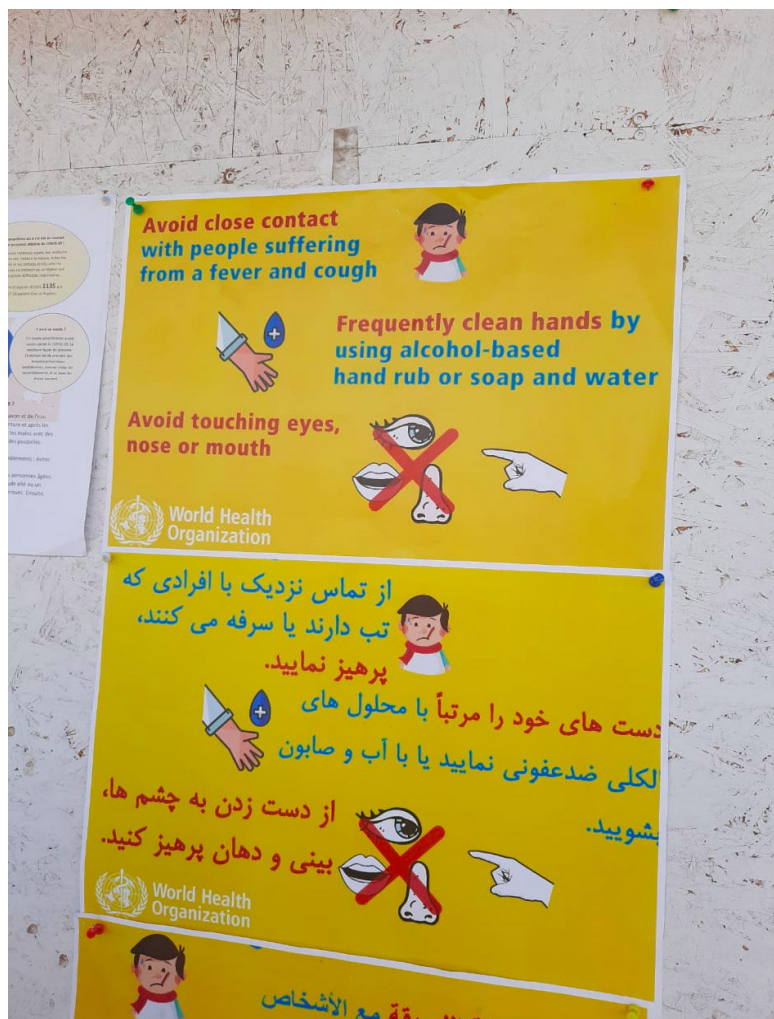 Avoid close contact
with people suffering
from a fever and cough
Frequently clean hands by
using alcohol-based
hand rub or soap and water
Avoid touching eyes,
nose or mouth
World Health
Organization
از تماس نزدیک با افرادی که
تب دارند یا سرفه می کنند،
پرهیز نمایید.
دست های خود را مرتباً با محلول های
الکلی ضدعفونی نمایید یا با آب و صابون
بشویید.
از دست زدن به چشم ها،
بینی و دهان پرهیز کنید.
World Health
Organization
مع الأشخاص
1135